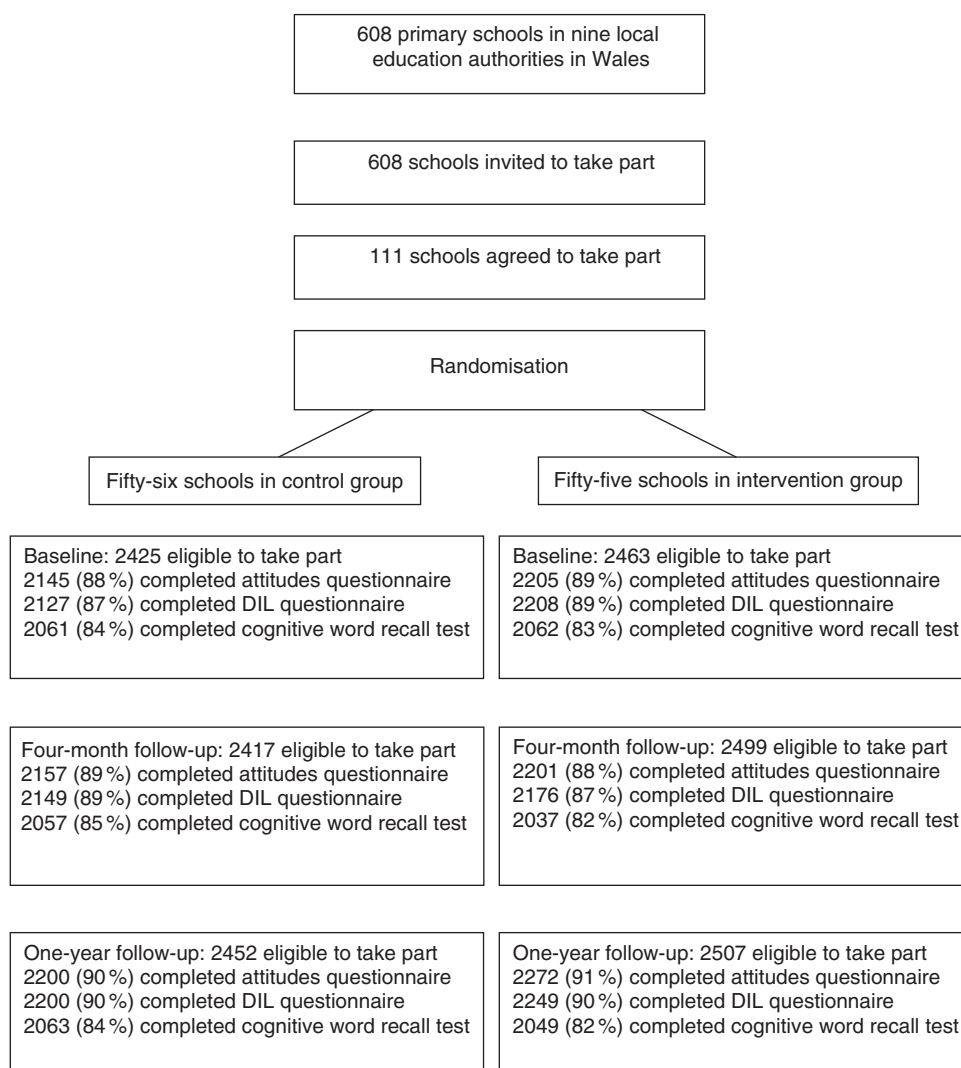 608 primary schools in nine local
education authorities in Wales
608 schools invited to take part
111 schools agreed to take part
Randomisation
Fifty-six schools in control group
Fifty-five schools in intervention group
Baseline: 2425 eligible to take part
2145 (88 %) completed attitudes questionnaire
2127 (87 %) completed DIL questionnaire
2061 (84 %) completed cognitive word recall test
Baseline: 2463 eligible to take part
2205 (89 %) completed attitudes questionnaire
2208 (89 %) completed DIL questionnaire
2062 (83 %) completed cognitive word recall test
Four-month follow-up: 2417 eligible to take part
2157 (89 %) completed attitudes questionnaire
2149 (89 %) completed DIL questionnaire
2057 (85 %) completed cognitive word recall test
Four-month follow-up: 2499 eligible to take part
2201 (88 %) completed attitudes questionnaire
2176 (87 %) completed DIL questionnaire
2037 (82 %) completed cognitive word recall test
One-year follow-up: 2452 eligible to take part
2200 (90 %) completed attitudes questionnaire
2200 (90 %) completed DIL questionnaire
2063 (84 %) completed cognitive word recall test
One-year follow-up: 2507 eligible to take part
2272 (91 %) completed attitudes questionnaire
2249 (90 %) completed DIL questionnaire
2049 (82 %) completed cognitive word recall test